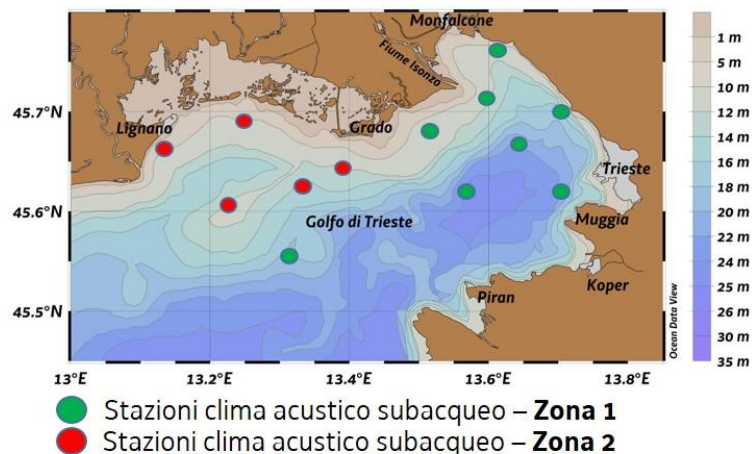 Monfalcone
Fiume Isonzo
45.7°N
Lignano
Grado
Trieste
45.6°N
Golfo di Trieste
Muggia
Koper
Piran
45.5°N
13°E
13.2°E
13.4°E
13.6°E
13.8°E
Ocean Data View
1 m
5 m
10 m
12 m
14 m
16 m
18 m
20 m
22 m
24 m
26 m
30 m
35 m
Stazioni clima acustico subacqueo – Zona 1
Stazioni clima acustico subacqueo – Zona 2